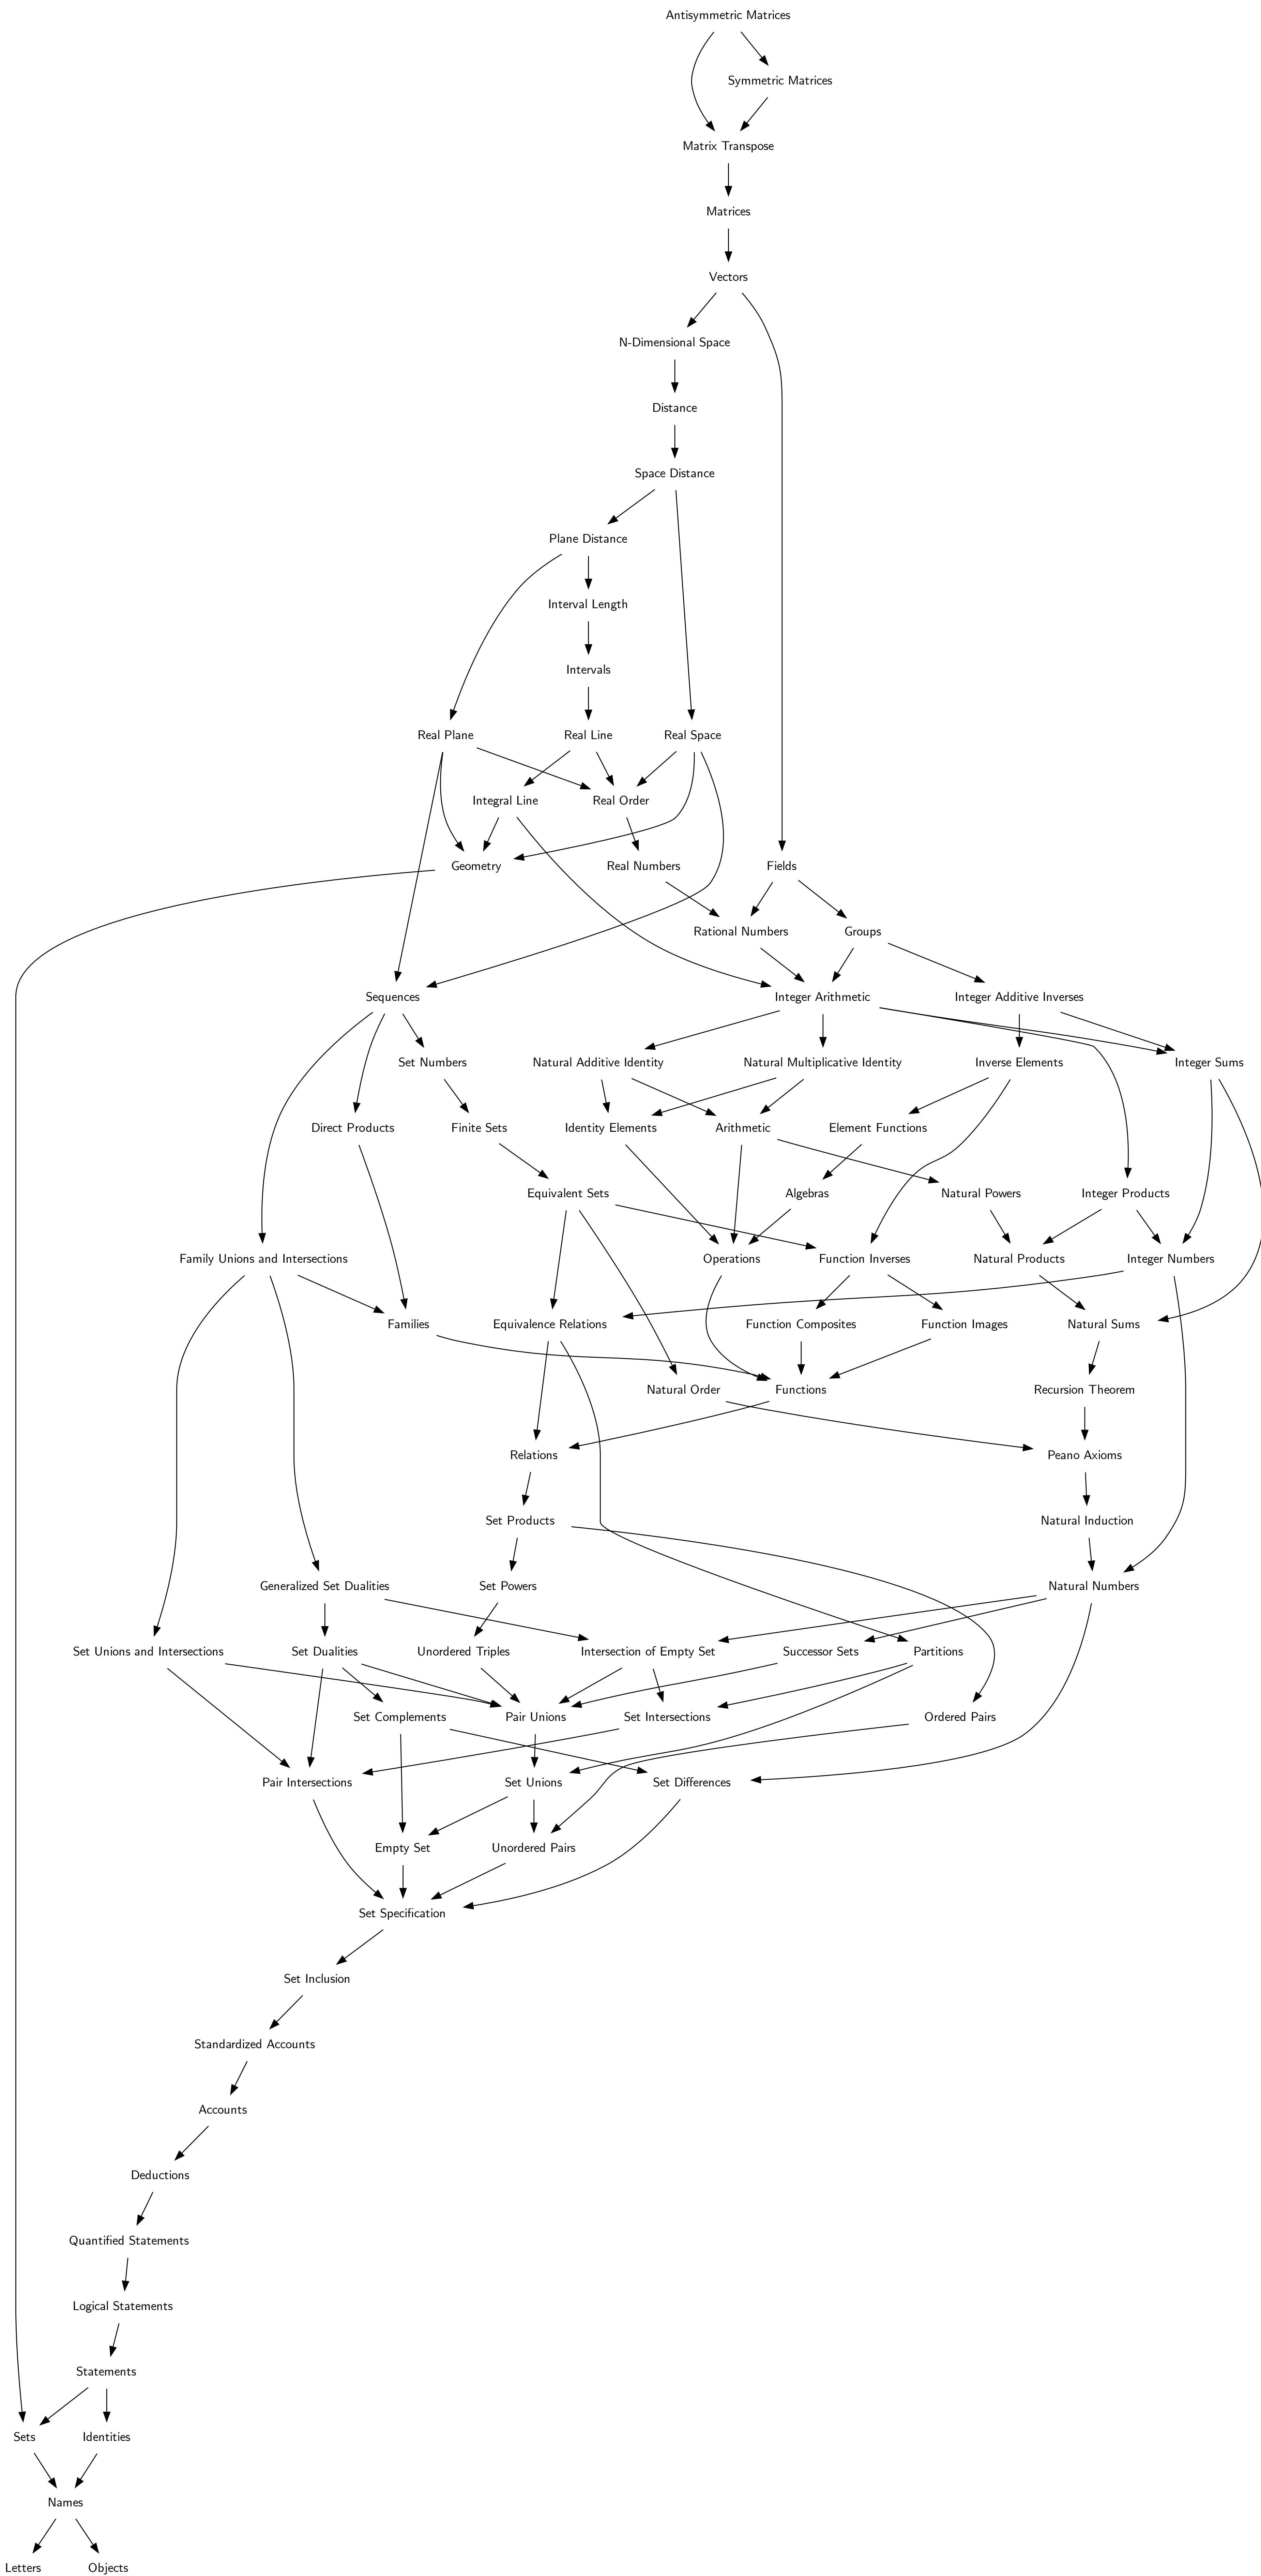 Antisymmetric Matrices
Symmetric Matrices
Matrix Transpose
Matrices
Vectors
N-Dimensional Space
Distance
Space Distance
Plane Distance
Interval Length
Intervals
Real Plane
Real Line
Real Space
Integral Line
Real Order
Geometry
Real Numbers
Fields
Rational Numbers
Groups
Sequences
Integer Arithmetic
Integer Additive Inverses
Set Numbers
Natural Additive Identity
Natural Multiplicative Identity
Inverse Elements
Integer Sums
Direct Products
Finite Sets
Identity Elements
Arithmetic
Element Functions
Equivalent Sets
Algebras
Natural Powers
Integer Products
Family Unions and Intersections
Operations
Function Inverses
Natural Products
Integer Numbers
Families
Equivalence Relations
Function Composites
Function Images
Natural Sums
Natural Order
Functions
Recursion Theorem
Relations
Peano Axioms
Set Products
Natural Induction
Generalized Set Dualities
Set Powers
Natural Numbers
Set Unions and Intersections
Set Dualities
Unordered Triples
Intersection of Empty Set
Successor Sets
Partitions
Set Complements
Pair Unions
Set Intersections
Ordered Pairs
Pair Intersections
Set Unions
Set Differences
Empty Set
Unordered Pairs
Set Specification
Set Inclusion
Standardized Accounts
Accounts
Deductions
Quantified Statements
Logical Statements
Statements
Sets
Identities
Names
Letters
Objects